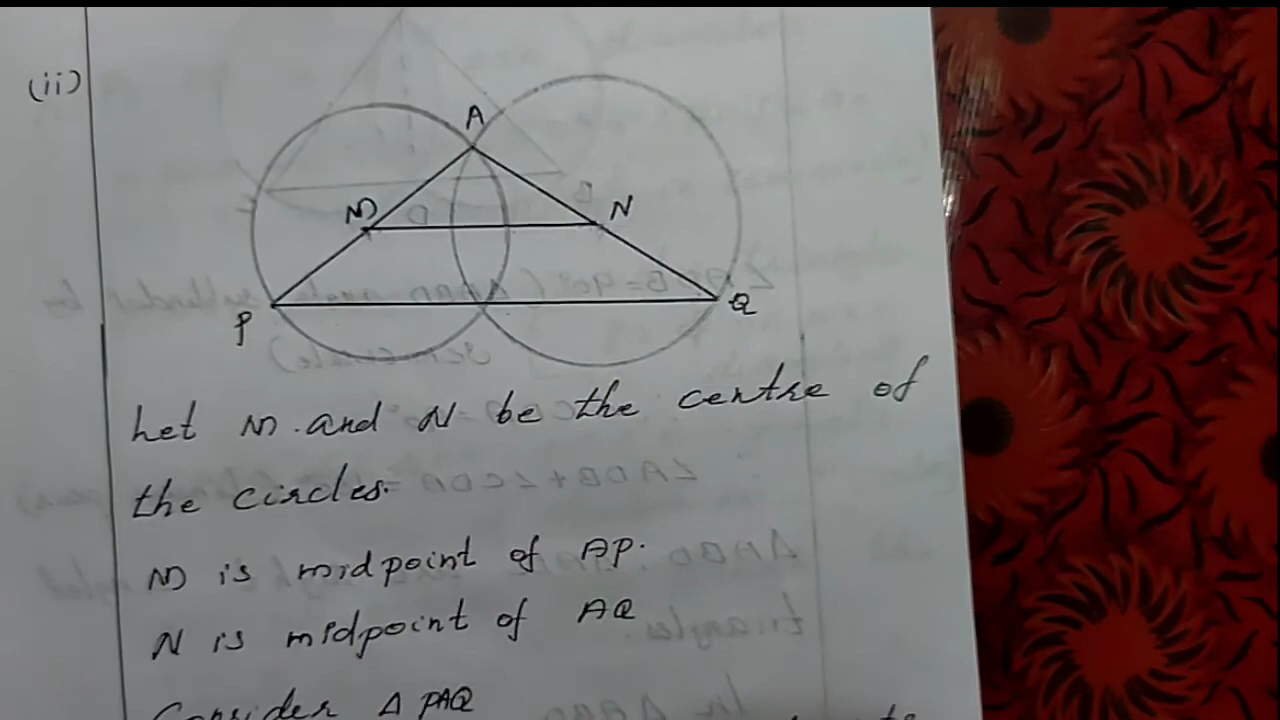 (ii)
A
M
N
P
Q
Let M and N be the centre of
the circles.
M is midpoint of AP.
N is midpoint of AQ
Consider Δ PAQ